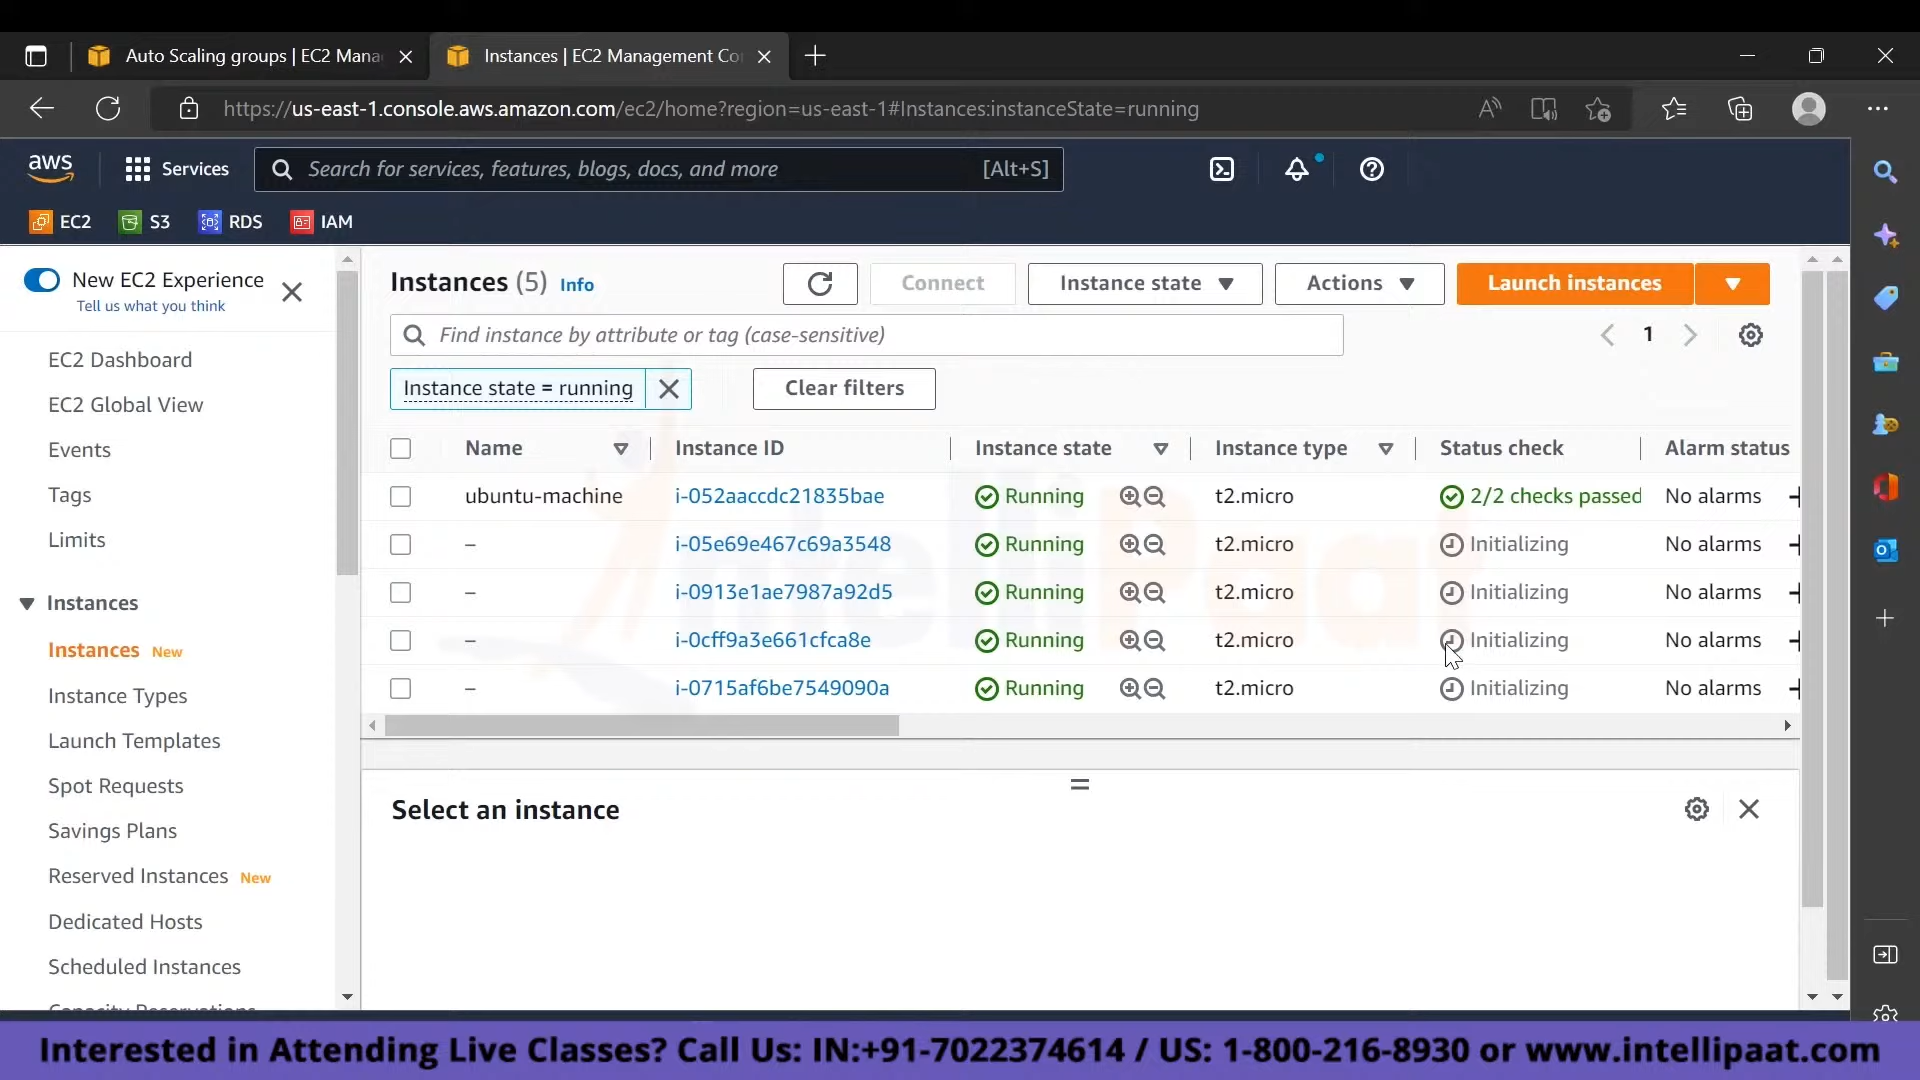 Auto Scaling groups | EC2 Mana
Instances | EC2 Management Co
https://us-east-1.console.aws.amazon.com/ec2/home?region=us-east-1#Instances:instanceState=running
aws
Services
Search for services, features, blogs, docs, and more
[Alt+S]
EC2
S3
RDS
IAM
New EC2 Experience
Tell us what you think
EC2 Dashboard
EC2 Global View
Events
Tags
Limits
Instances
Instances New
Instance Types
Launch Templates
Spot Requests
Savings Plans
Reserved Instances New
Dedicated Hosts
Scheduled Instances
Capacity Reservations
Instances (5) Info
Connect
Instance state
Actions
Launch instances
Find instance by attribute or tag (case-sensitive)
1
Instance state = running
Clear filters
Name Instance ID Instance state Instance type Status check Alarm status
ubuntu-machine i-052aaccdc21835bae Running t2.micro 2/2 checks passed No alarms
– i-05e69e467c69a3548 Running t2.micro Initializing No alarms
– i-0913e1ae7987a92d5 Running t2.micro Initializing No alarms
– i-0cff9a3e661cfca8e Running t2.micro Initializing No alarms
– i-0715af6be7549090a Running t2.micro Initializing No alarms
Select an instance
Interested in Attending Live Classes? Call Us: IN:+91-7022374614 / US: 1-800-216-8930 or www.intellipaat.com